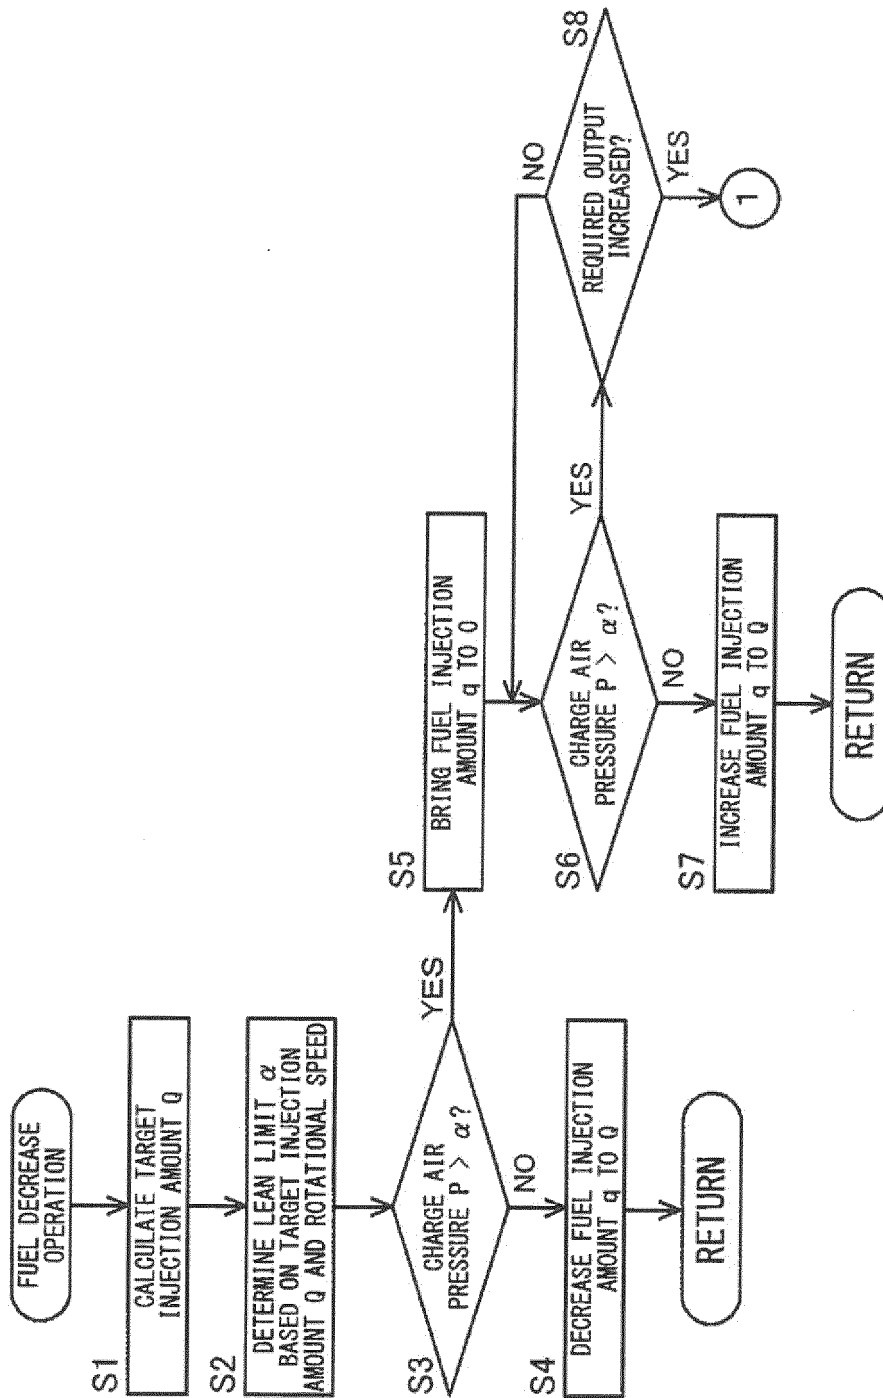 FUEL DECREASE
OPERATION
S1
CALCULATE TARGET
INJECTION AMOUNT Q
S2
DETERMINE LEAN LIMIT α
BASED ON TARGET INJECTION
AMOUNT Q AND ROTATIONAL SPEED
S3
CHARGE AIR
PRESSURE P > α?
YES
NO
S4
DECREASE FUEL INJECTION
AMOUNT q TO Q
RETURN
S5
BRING FUEL INJECTION
AMOUNT q TO 0
S6
CHARGE AIR
PRESSURE P > α?
YES
NO
S7
INCREASE FUEL INJECTION
AMOUNT q TO Q
RETURN
S8
REQUIRED OUTPUT
INCREASED?
NO
YES
1